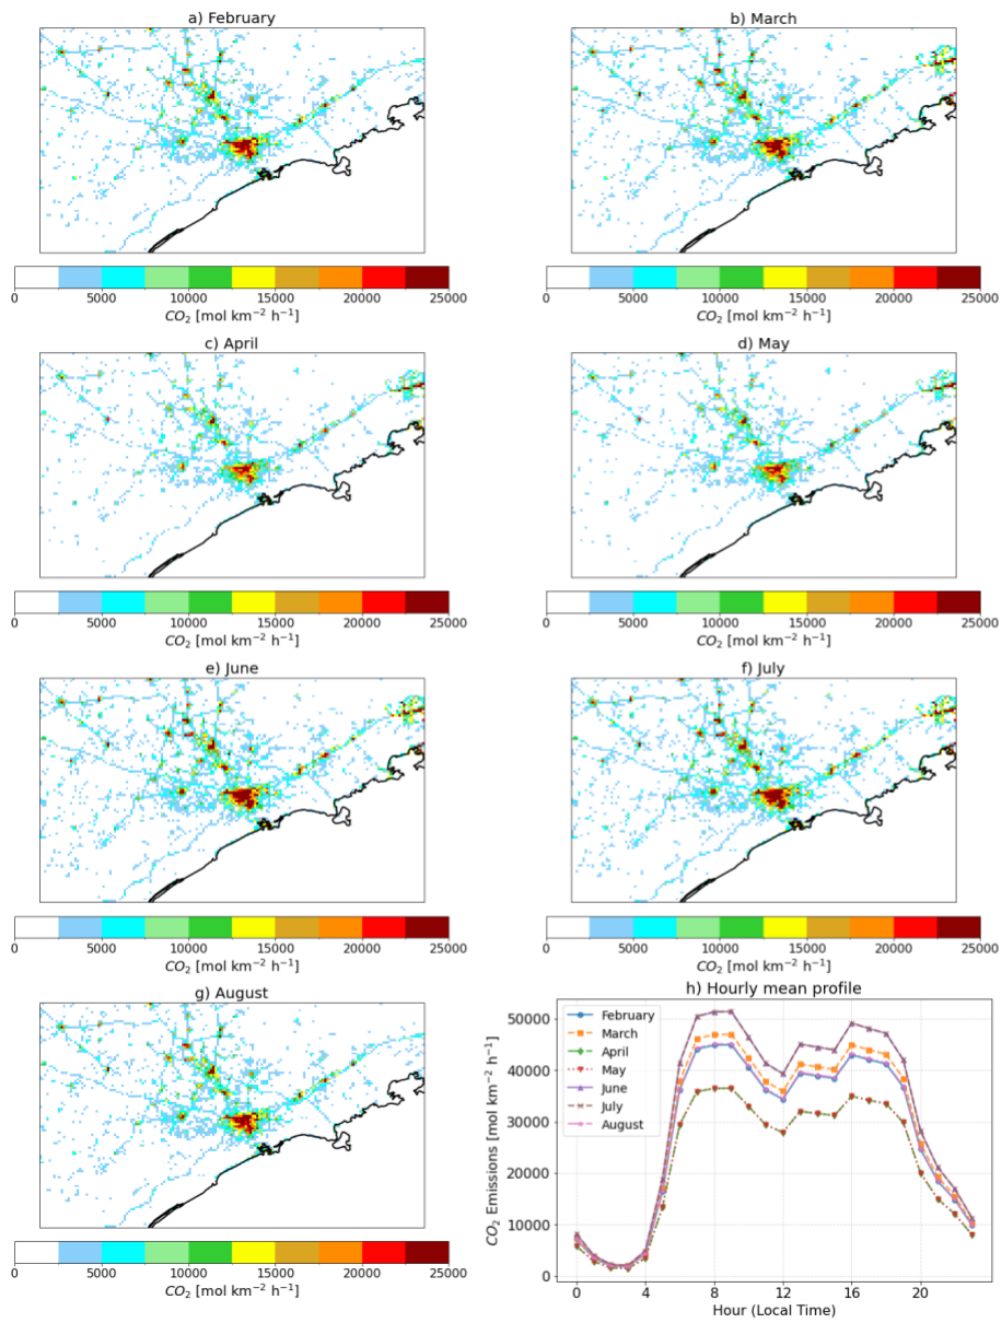 a) February
b) March
0 5000 10000 15000 20000 25000
CO₂ [mol km⁻² h⁻¹]
0 5000 10000 15000 20000 25000
CO₂ [mol km⁻² h⁻¹]
c) April
d) May
0 5000 10000 15000 20000 25000
CO₂ [mol km⁻² h⁻¹]
0 5000 10000 15000 20000 25000
CO₂ [mol km⁻² h⁻¹]
e) June
f) July
0 5000 10000 15000 20000 25000
CO₂ [mol km⁻² h⁻¹]
0 5000 10000 15000 20000 25000
CO₂ [mol km⁻² h⁻¹]
g) August
0 5000 10000 15000 20000 25000
CO₂ [mol km⁻² h⁻¹]
h) Hourly mean profile
CO₂ Emissions [mol km⁻² h⁻¹]
50000
40000
30000
20000
10000
0
February
March
April
May
June
July
August
0 4 8 12 16 20
Hour (Local Time)